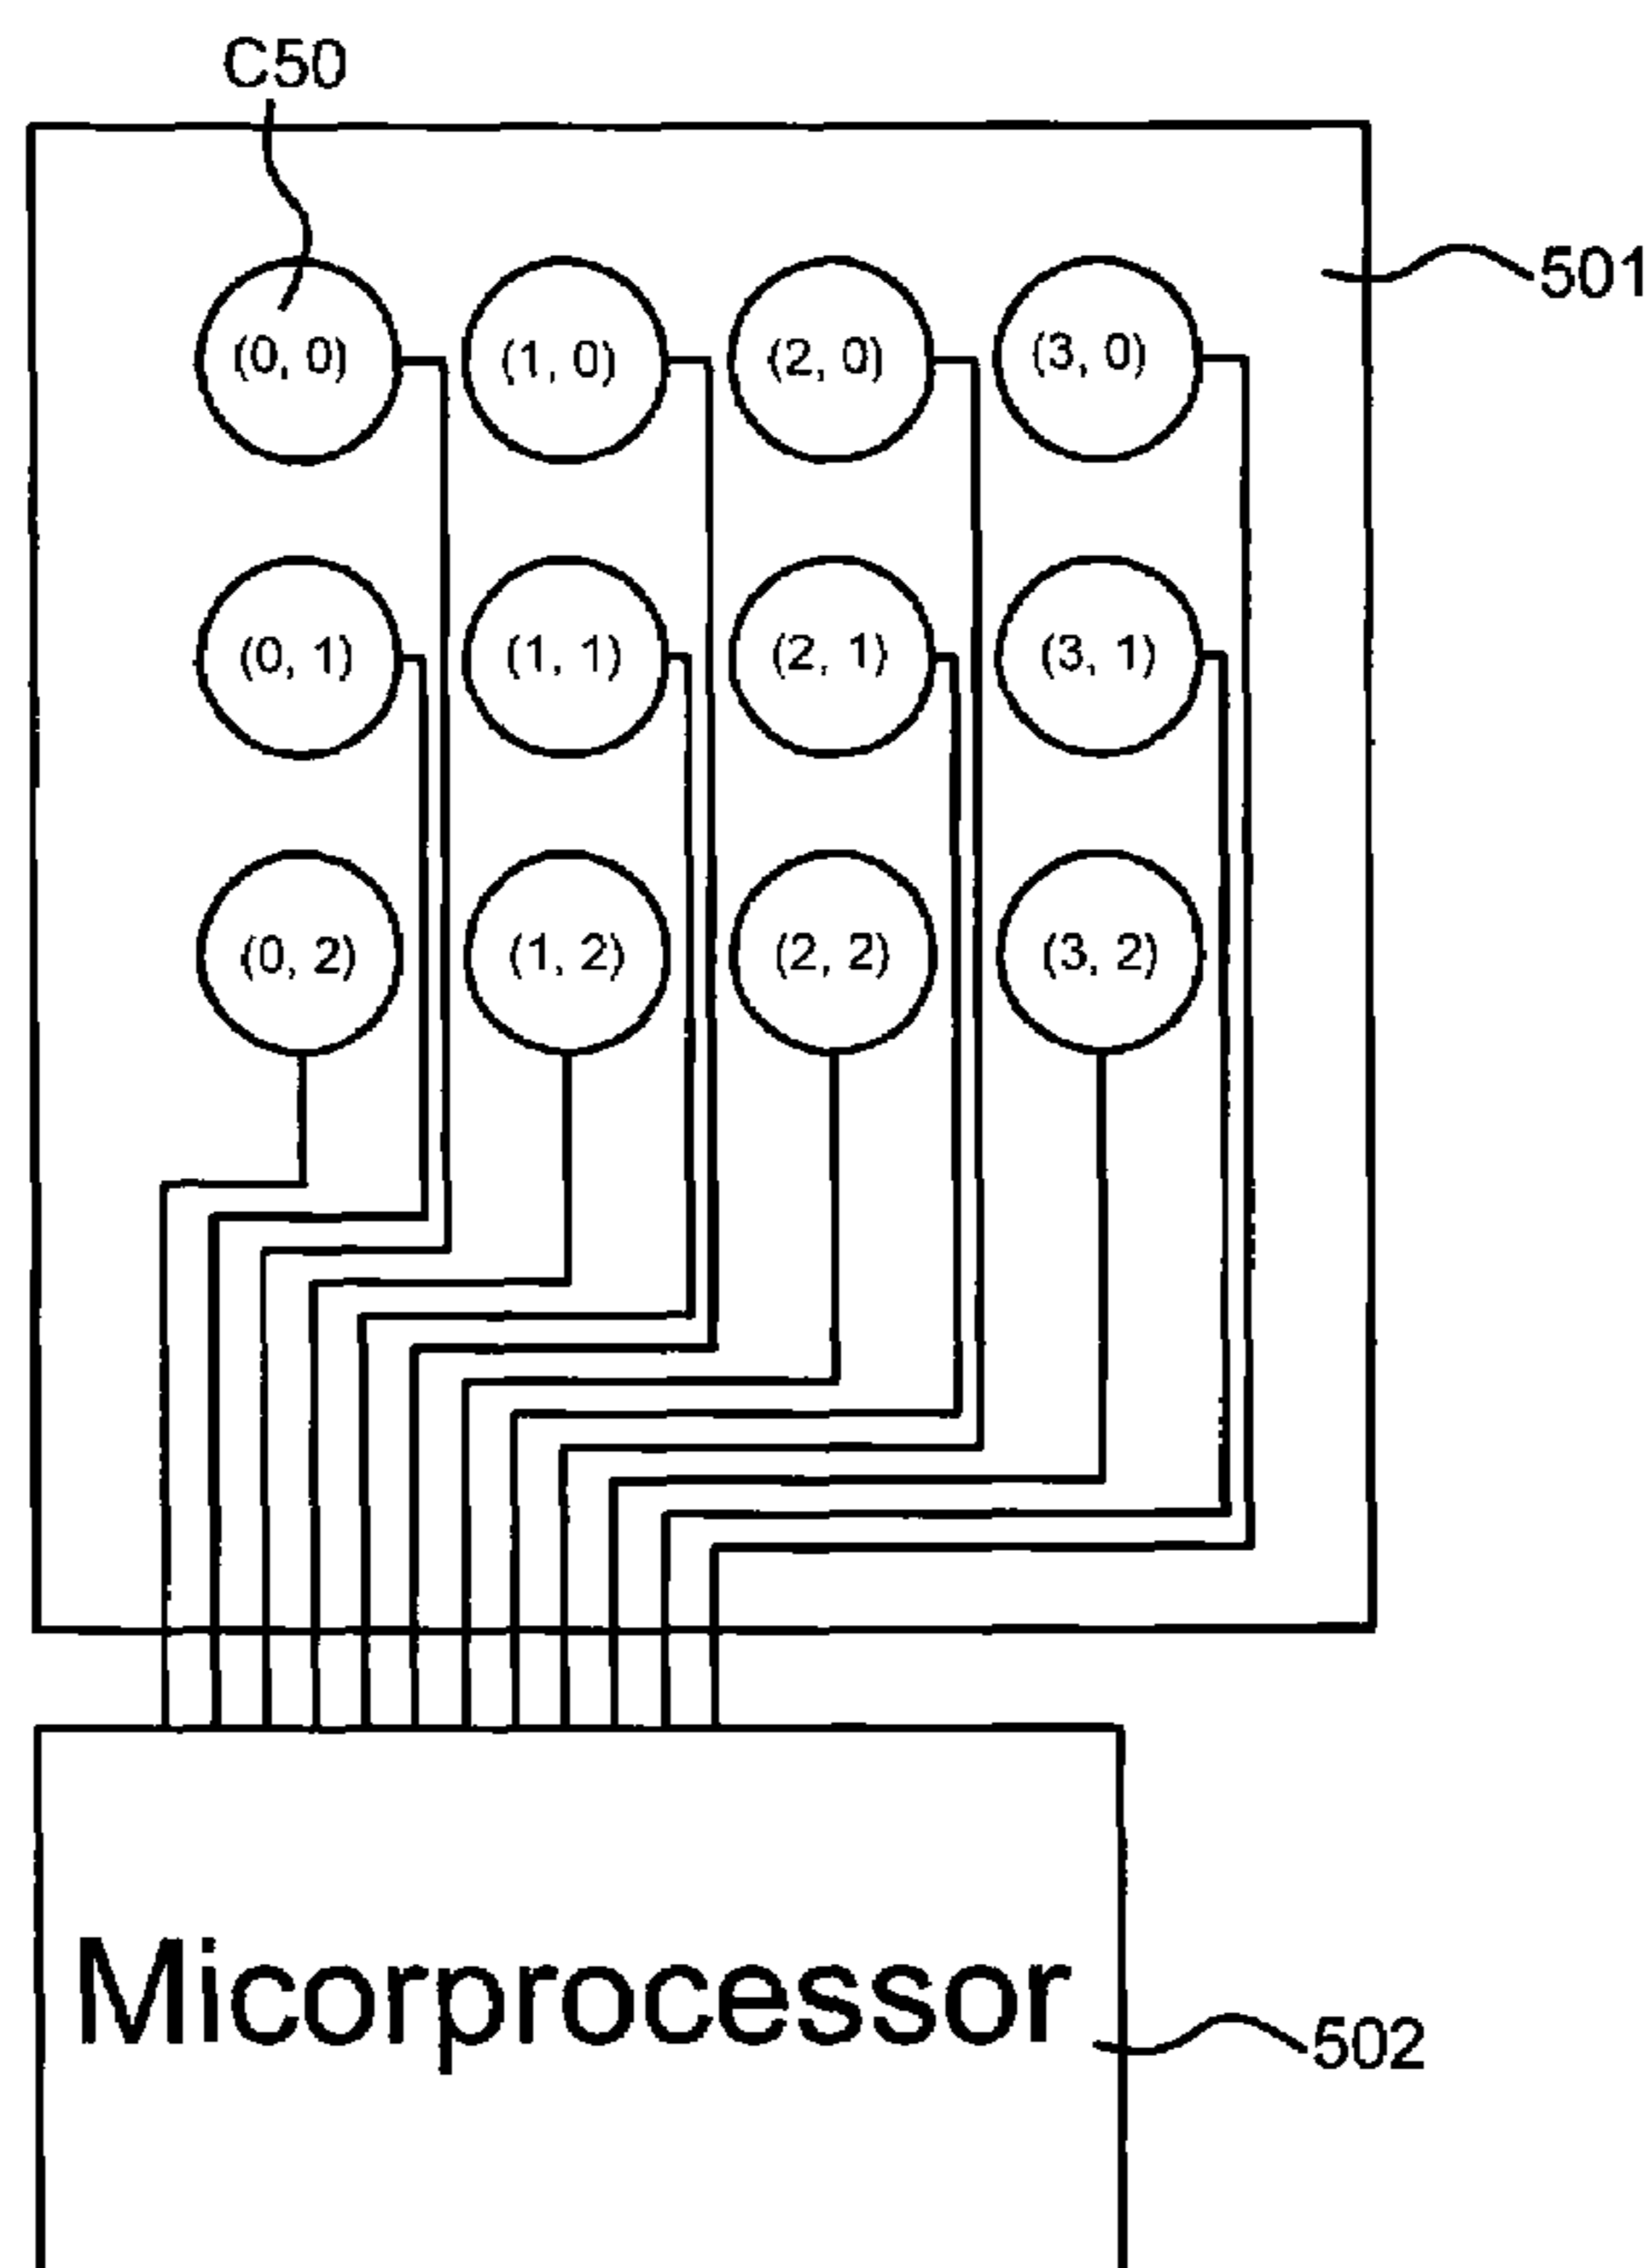 C50
501
(0, 0) (1, 0) (2, 0) (3, 0)
(0, 1) (1, 1) (2, 1) (3, 1)
(0, 2) (1, 2) (2, 2) (3, 2)
Micorprocessor
502